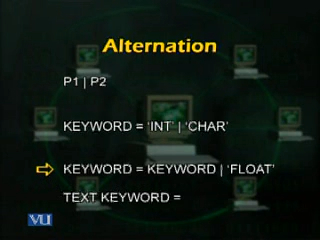 Alternation
P1 | P2
KEYWORD = ‘INT’ | ‘CHAR’
KEYWORD = KEYWORD | ‘FLOAT’
TEXT KEYWORD =
VU